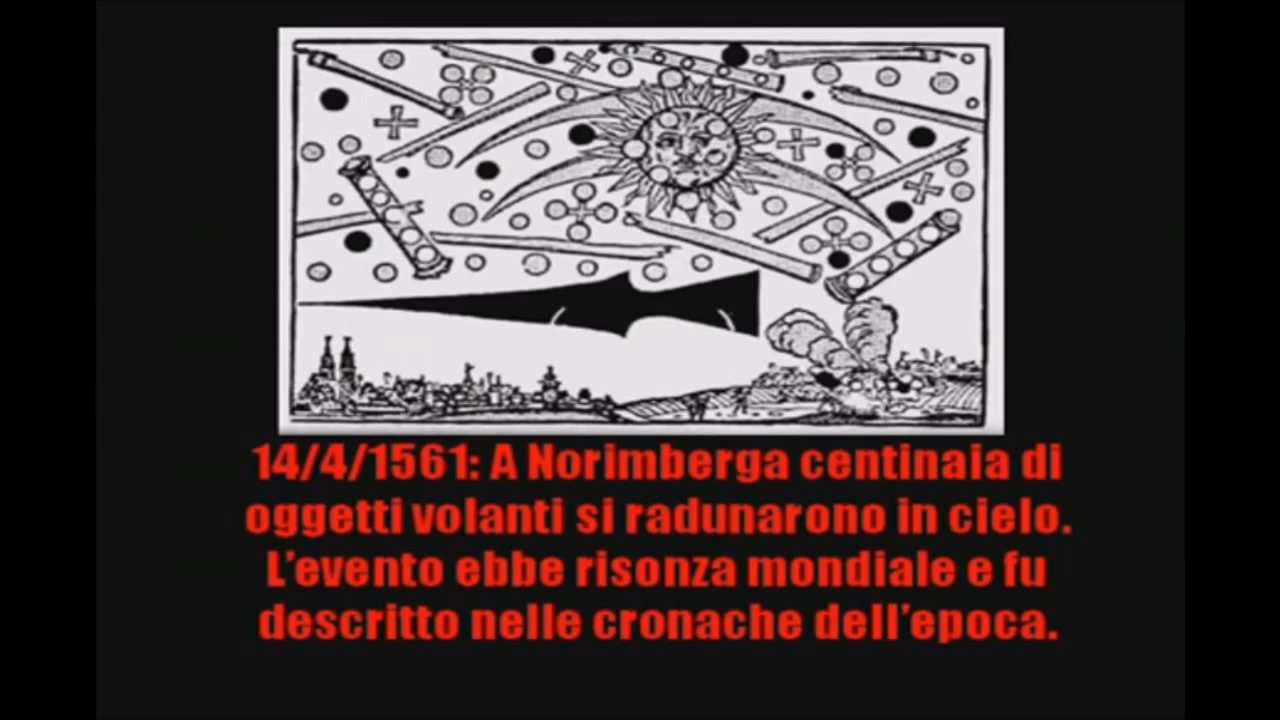 14/4/1561: A Norimberga centinaia di
oggetti volanti si radunarono in cielo.
L'evento ebbe risonza mondiale e fu
descritto nelle cronache dell'epoca.